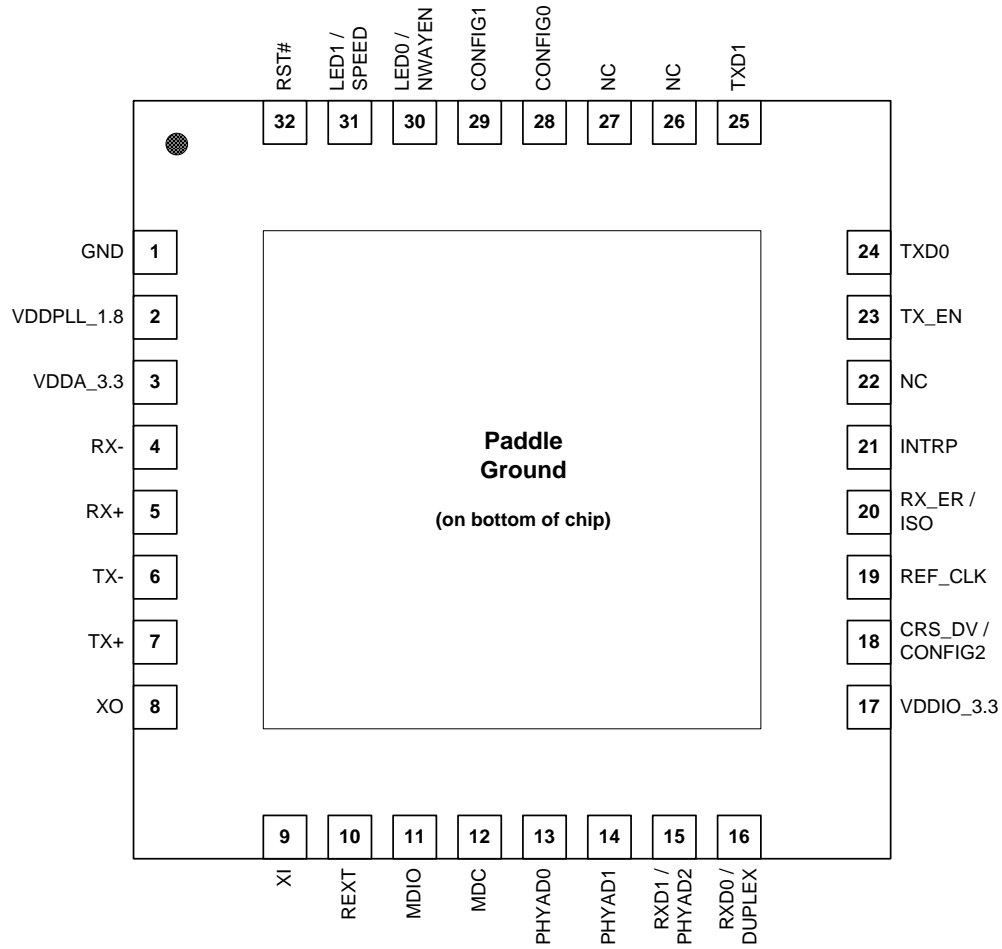 RST#
LED1 /
SPEED
LED0 /
NWAYEN
CONFIG1
CONFIG0
NC
NC
TXD1
32
31
30
29
28
27
26
25
GND 1
VDDPLL_1.8 2
VDDA_3.3 3
RX- 4
RX+ 5
TX- 6
TX+ 7
XO 8
Paddle
Ground
(on bottom of chip)
24 TXD0
23 TX_EN
22 NC
21 INTRP
20 RX_ER /
ISO
19 REF_CLK
18 CRS_DV /
CONFIG2
17 VDDIO_3.3
9
10
11
12
13
14
15
16
XI
REXT
MDIO
MDC
PHYAD0
PHYAD1
RXD1 /
PHYAD2
RXD0 /
DUPLEX